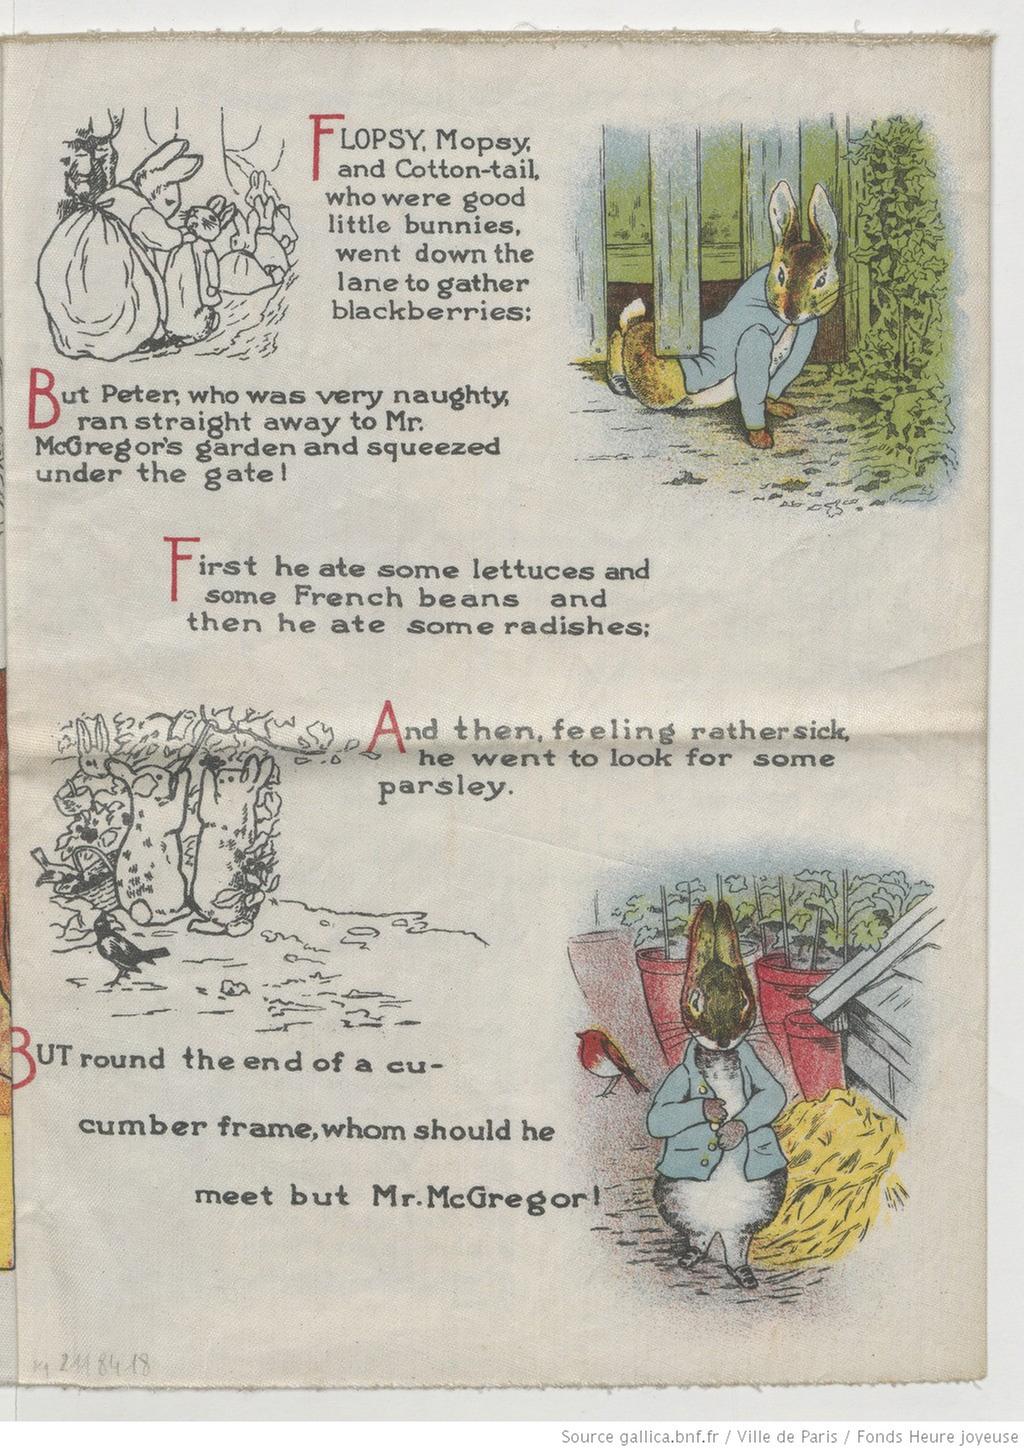 FLOPSY, Mopsy,
and Cotton-tail,
who were good
little bunnies,
went down the
lane to gather
blackberries;
But Peter, who was very naughty,
ran straight away to Mr.
McGregor's garden and squeezed
under the gate!
First he ate some lettuces and
some French beans and
then he ate some radishes;
And then, feeling rather sick,
he went to look for some
parsley.
BUT round the end of a cu-
cumber frame, whom should he
meet but Mr. McGregor!
Source gallica.bnf.fr / Ville de Paris / Fonds Heure joyeuse